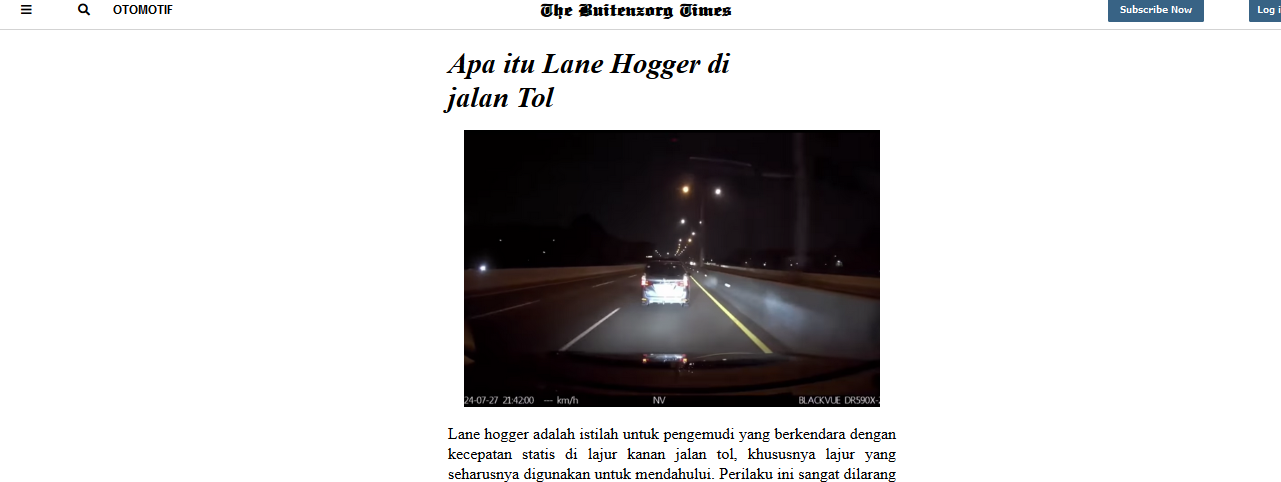 OTOMOTIF
The Buitenzorg Times
Subscribe Now
Log i
Apa itu Lane Hogger di
jalan Tol
24-07-27 21:42:00 --- km/h NV BLACKVUE DR590X-
Lane hogger adalah istilah untuk pengemudi yang berkendara dengan
kecepatan statis di lajur kanan jalan tol, khususnya lajur yang
seharusnya digunakan untuk mendahului. Perilaku ini sangat dilarang